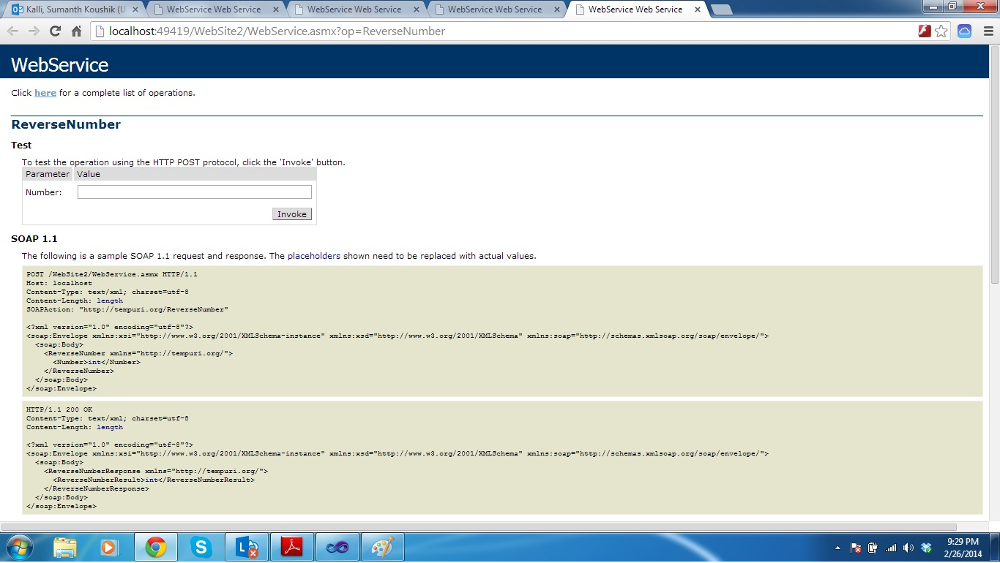 Kalli, Sumanth Koushik (U
WebService Web Service
WebService Web Service
WebService Web Service
WebService Web Service
localhost:49419/WebSite2/WebService.asmx?op=ReverseNumber
WebService
Click here for a complete list of operations.
ReverseNumber
Test
To test the operation using the HTTP POST protocol, click the 'Invoke' button.
Parameter Value
Number:
Invoke
SOAP 1.1
The following is a sample SOAP 1.1 request and response. The placeholders shown need to be replaced with actual values.
POST /WebSite2/WebService.asmx HTTP/1.1
Host: localhost
Content-Type: text/xml; charset=utf-8
Content-Length: length
SOAPAction: "http://tempuri.org/ReverseNumber"
<?xml version="1.0" encoding="utf-8"?>
<soap:Envelope xmlns:xsi="http://www.w3.org/2001/XMLSchema-instance" xmlns:xsd="http://www.w3.org/2001/XMLSchema" xmlns:soap="http://schemas.xmlsoap.org/soap/envelope/">
<soap:Body>
<ReverseNumber xmlns="http://tempuri.org/">
<Number>int</Number>
</ReverseNumber>
</soap:Body>
</soap:Envelope>
HTTP/1.1 200 OK
Content-Type: text/xml; charset=utf-8
Content-Length: length
<?xml version="1.0" encoding="utf-8"?>
<soap:Envelope xmlns:xsi="http://www.w3.org/2001/XMLSchema-instance" xmlns:xsd="http://www.w3.org/2001/XMLSchema" xmlns:soap="http://schemas.xmlsoap.org/soap/envelope/">
<soap:Body>
<ReverseNumberResponse xmlns="http://tempuri.org/">
<ReverseNumberResult>int</ReverseNumberResult>
</ReverseNumberResponse>
</soap:Body>
</soap:Envelope>
9:29 PM
2/26/2014